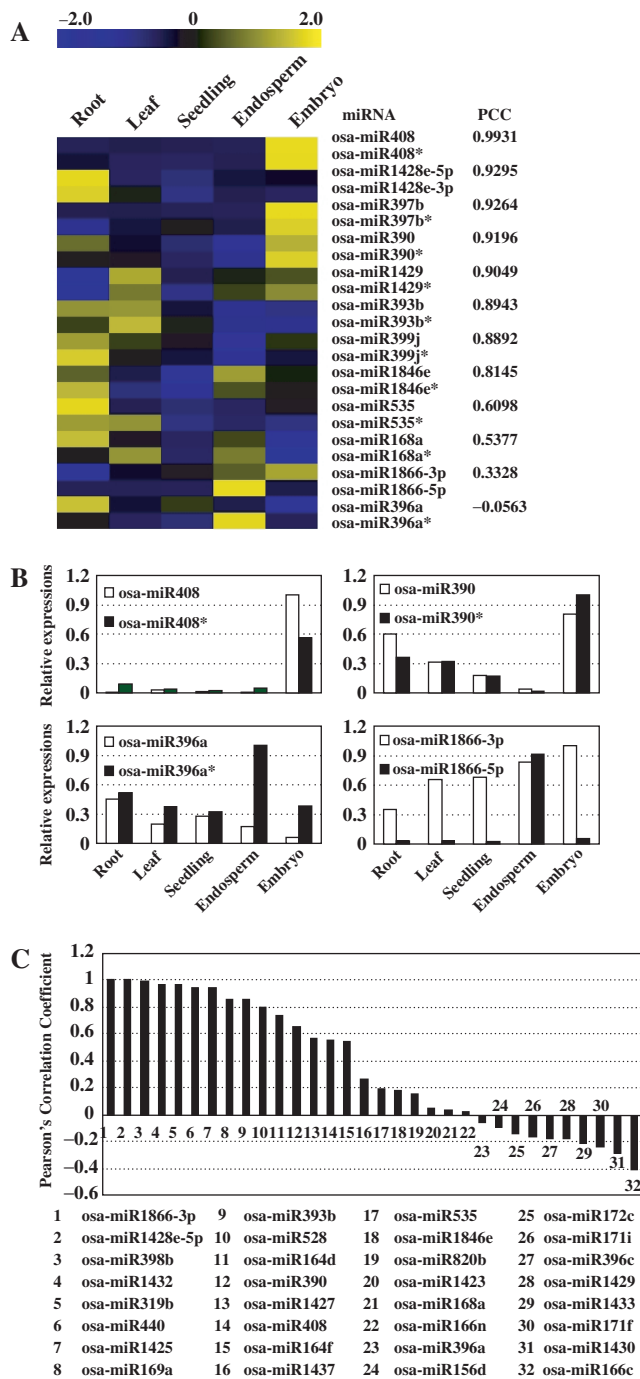 A
−2.0 0 2.0
Root Leaf Seedling Endosperm Embryo
miRNA PCC
osa-miR408 0.9931
osa-miR408*
osa-miR1428e-5p 0.9295
osa-miR1428e-3p
osa-miR397b 0.9264
osa-miR397b*
osa-miR390 0.9196
osa-miR390*
osa-miR1429 0.9049
osa-miR1429*
osa-miR393b 0.8943
osa-miR393b*
osa-miR399j 0.8892
osa-miR399j*
osa-miR1846e 0.8145
osa-miR1846e*
osa-miR535 0.6098
osa-miR535*
osa-miR168a 0.5377
osa-miR168a*
osa-miR1866-3p 0.3328
osa-miR1866-5p
osa-miR396a −0.0563
osa-miR396a*
B
Relative expressions
1.2
0.9
0.6
0.3
0
osa-miR408
osa-miR408*
1.2
0.9
0.6
0.3
0
osa-miR390
osa-miR390*
Relative expressions
1.2
0.9
0.6
0.3
0
osa-miR396a
osa-miR396a*
Root Leaf Seedling Endosperm Embryo
1.2
0.9
0.6
0.3
0
osa-miR1866-3p
osa-miR1866-5p
Root Leaf Seedling Endosperm Embryo
C
Pearson's Correlation Coefficient
1.2
1
0.8
0.6
0.4
0.2
0
−0.2
−0.4
−0.6
1 2 3 4 5 6 7 8 9 10 11 12 13 14 15 16 17 18 19 20 21 22
23 24 25 26 27 28 29 30 31 32
1 osa-miR1866-3p 9 osa-miR393b 17 osa-miR535 25 osa-miR172c
2 osa-miR1428e-5p 10 osa-miR528 18 osa-miR1846e 26 osa-miR171i
3 osa-miR398b 11 osa-miR164d 19 osa-miR820b 27 osa-miR396c
4 osa-miR1432 12 osa-miR390 20 osa-miR1423 28 osa-miR1429
5 osa-miR319b 13 osa-miR1427 21 osa-miR168a 29 osa-miR1433
6 osa-miR440 14 osa-miR408 22 osa-miR166n 30 osa-miR171f
7 osa-miR1425 15 osa-miR164f 23 osa-miR396a 31 osa-miR1430
8 osa-miR169a 16 osa-miR1437 24 osa-miR156d 32 osa-miR166c